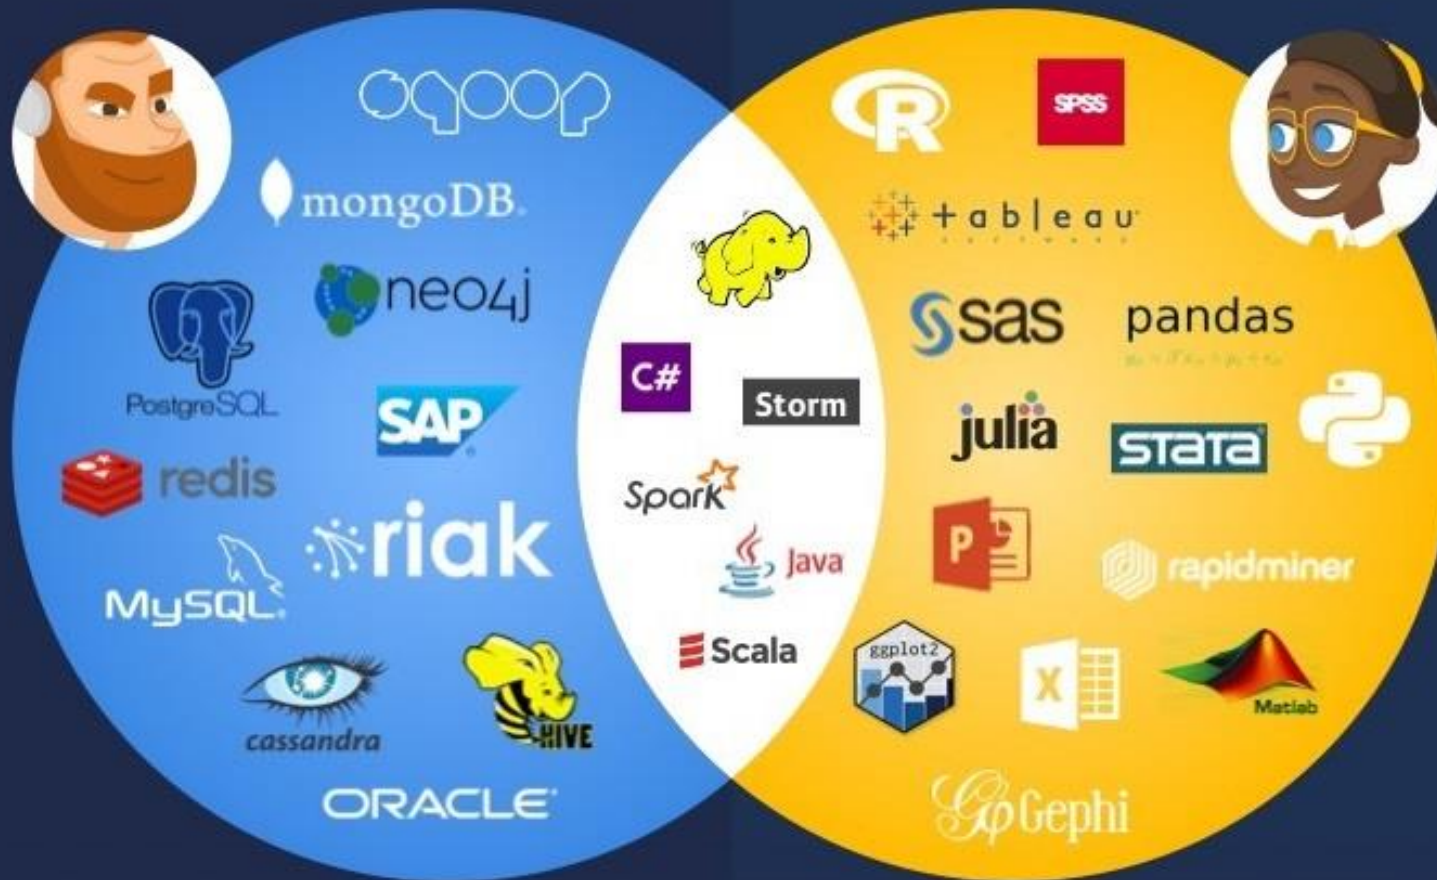 sqoop
mongoDB®
neo4j
PostgreSQL
SAP®
redis
riak
MySQL®
cassandra
HIVE
ORACLE®
C#
Storm
Spark
Java
Scala
R
SPSS
+ a b | e a u
S O F T W A R E
sas
pandas
julia
STATA
P
rapidminer
ggplot2
X
Matlab
Gephi